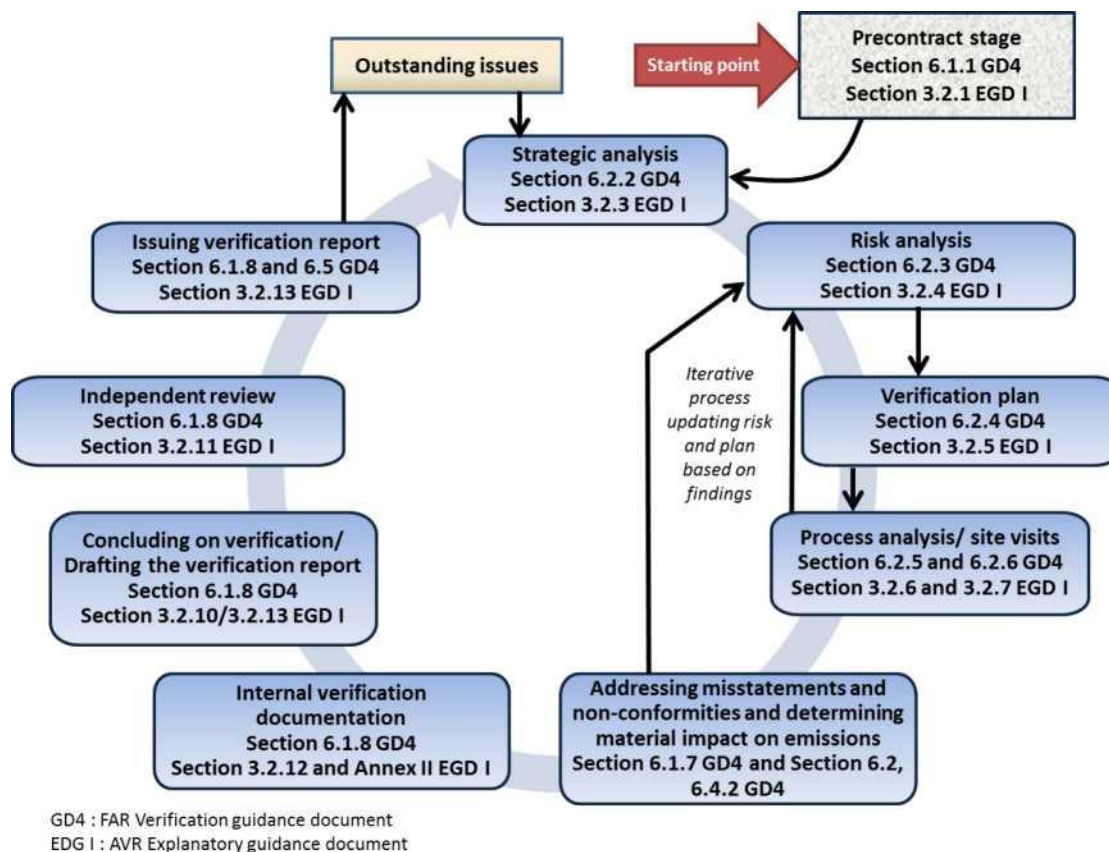 Outstanding issues
Starting point
Precontract stage
Section 6.1.1 GD4
Section 3.2.1 EGD I
Strategic analysis
Section 6.2.2 GD4
Section 3.2.3 EGD I
Issuing verification report
Section 6.1.8 and 6.5 GD4
Section 3.2.13 EGD I
Risk analysis
Section 6.2.3 GD4
Section 3.2.4 EGD I
Iterative
process
updating risk
and plan
based on
findings
Independent review
Section 6.1.8 GD4
Section 3.2.11 EGD I
Verification plan
Section 6.2.4 GD4
Section 3.2.5 EGD I
Concluding on verification/
Drafting the verification report
Section 6.1.8 GD4
Section 3.2.10/3.2.13 EGD I
Process analysis/ site visits
Section 6.2.5 and 6.2.6 GD4
Section 3.2.6 and 3.2.7 EGD I
Internal verification
documentation
Section 6.1.8 GD4
Section 3.2.12 and Annex II EGD I
Addressing misstatements and
non-conformities and determining
material impact on emissions
Section 6.1.7 GD4 and Section 6.2,
6.4.2 GD4
GD4 : FAR Verification guidance document
EDG I : AVR Explanatory guidance document